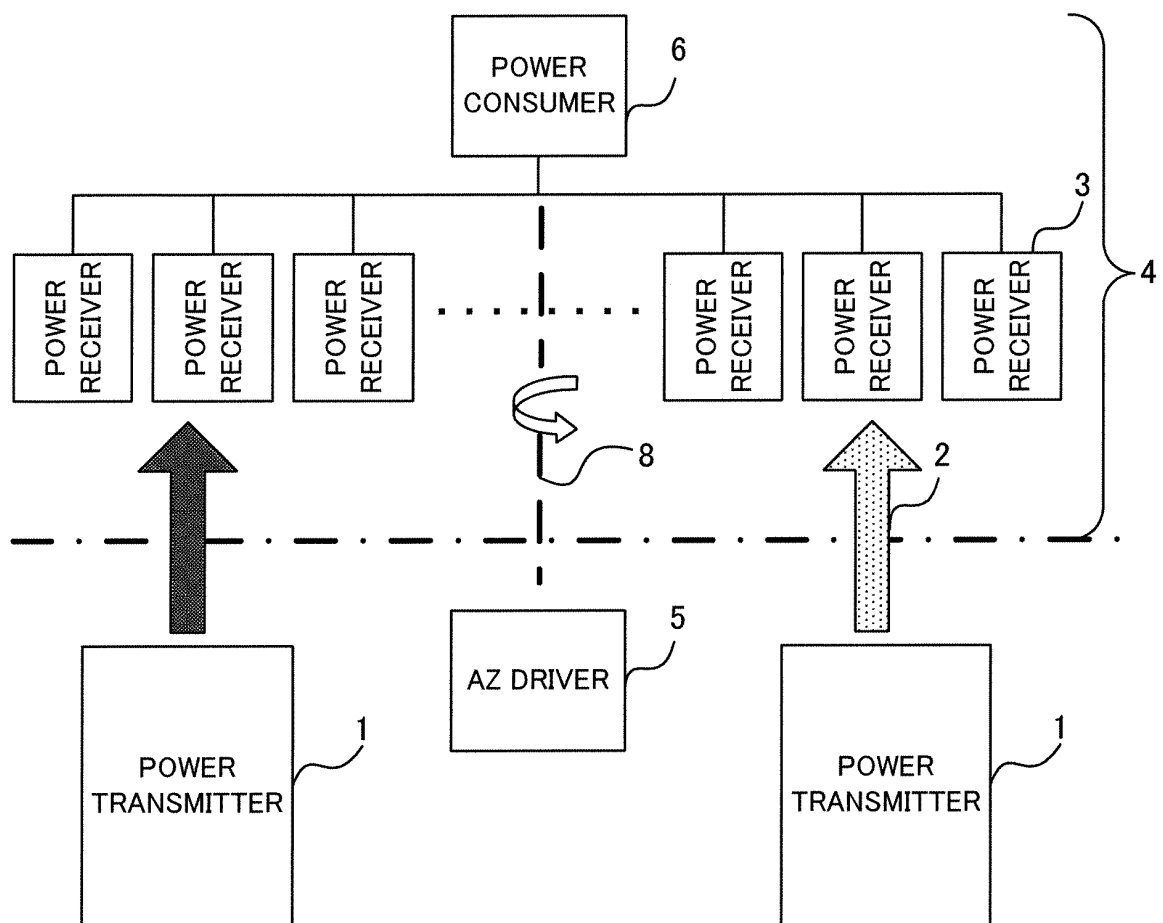 POWER
CONSUMER
6
3
4
POWER
RECEIVER
POWER
RECEIVER
POWER
RECEIVER
POWER
RECEIVER
POWER
RECEIVER
POWER
RECEIVER
8
2
5
AZ DRIVER
1
POWER
TRANSMITTER
1
POWER
TRANSMITTER